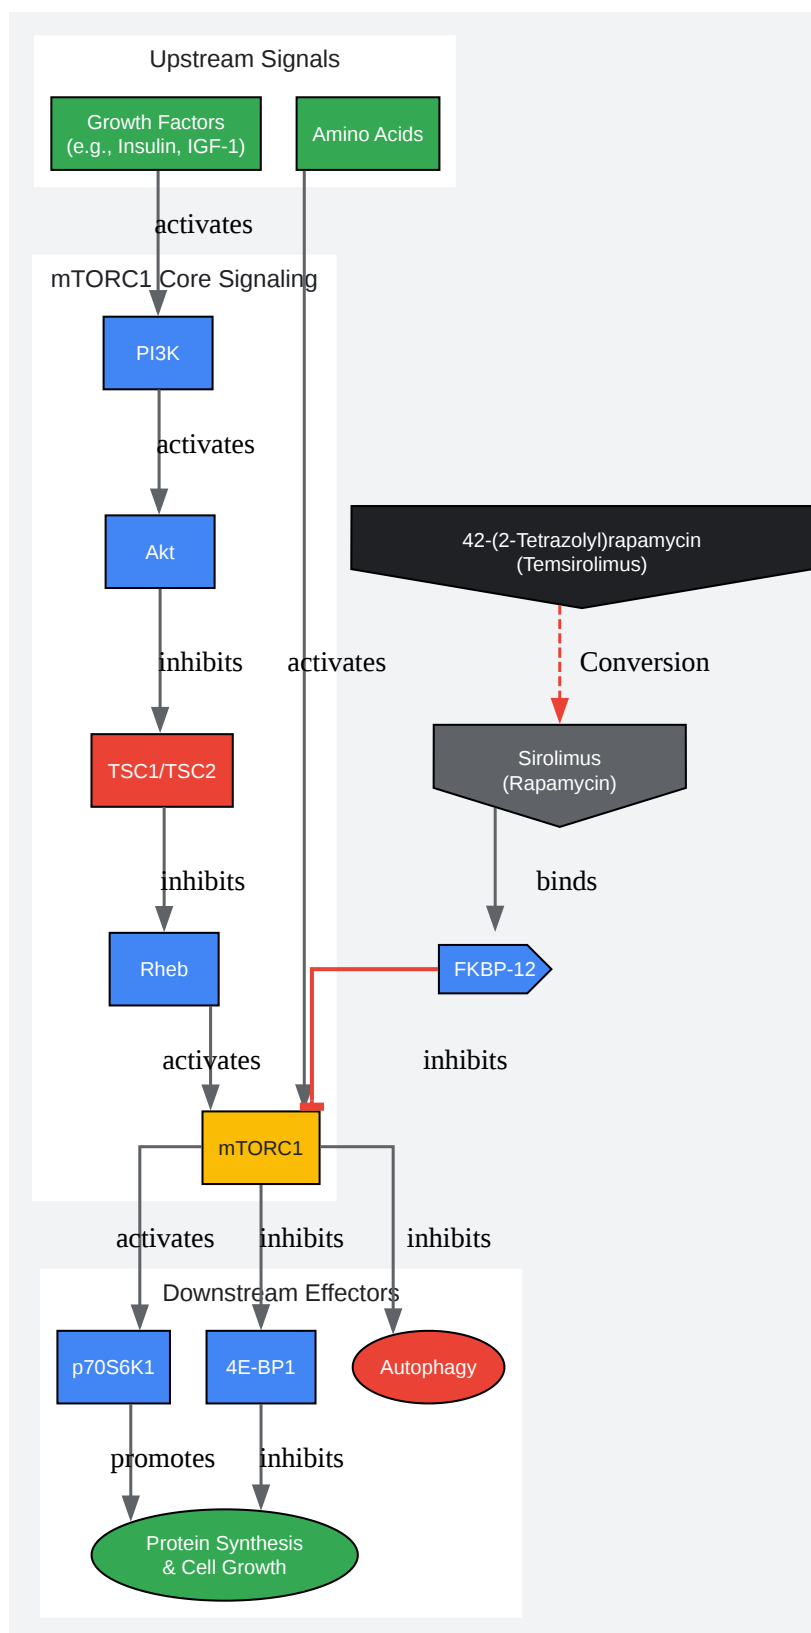 Upstream Signals
Growth Factors
(e.g., Insulin, IGF-1)
Amino Acids
activates
mTORC1 Core Signaling
PI3K
activates
Akt
42-(2-Tetrazolyl)rapamycin
(Temsirolimus)
inhibits
activates
Conversion
TSC1/TSC2
Sirolimus
(Rapamycin)
inhibits
binds
Rheb
FKBP-12
activates
inhibits
mTORC1
activates
inhibits
inhibits
Downstream Effectors
p70S6K1
4E-BP1
Autophagy
promotes
inhibits
Protein Synthesis
& Cell Growth